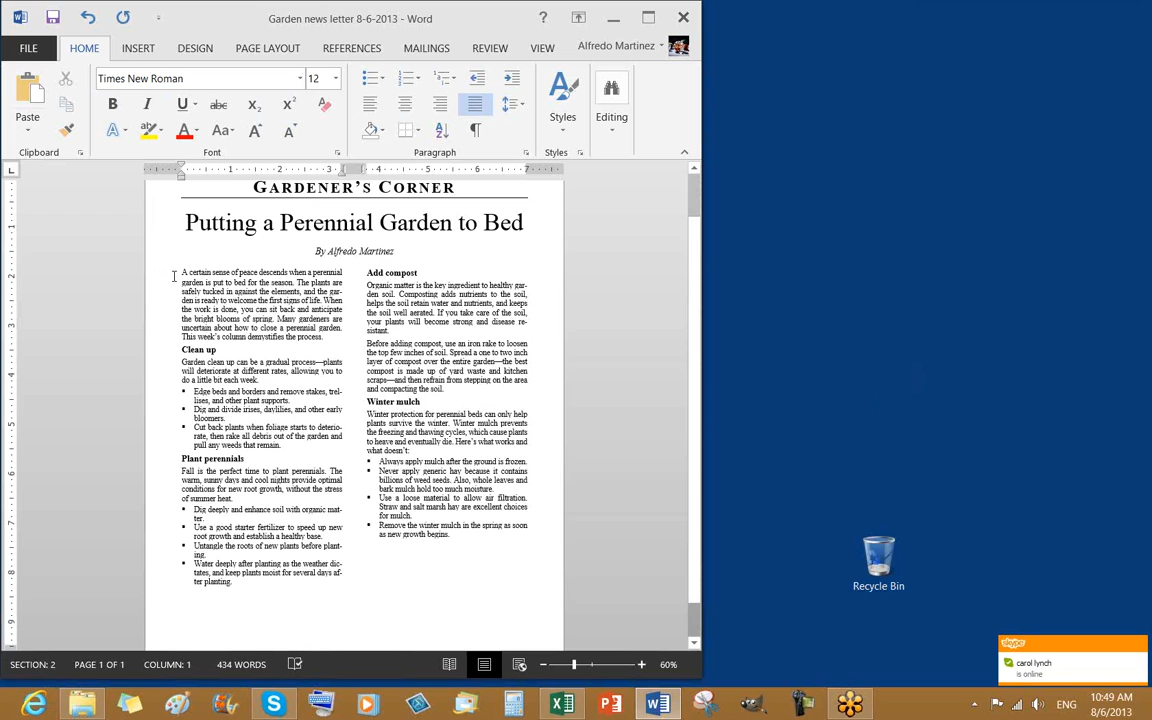 Garden news letter 8-6-2013 - Word
?
FILE HOME INSERT DESIGN PAGE LAYOUT REFERENCES MAILINGS REVIEW VIEW Alfredo Martinez
Times New Roman 12
Paste
B I U abc X₂ X² Aa A A
Styles Editing
Clipboard Font Paragraph Styles
1 2 3 4 5 6 7
GARDENER'S CORNER
Putting a Perennial Garden to Bed
By Alfredo Martinez
A certain sense of peace descends when a perennial
garden is put to bed for the season. The plants are
safely tucked in against the elements, and the gar-
den is ready to welcome the first signs of life. When
the work is done, you can sit back and anticipate
the bright blooms of spring. Many gardeners are
uncertain about how to close a perennial garden.
This week's column demystifies the process.
Clean up
Garden clean up can be a gradual process—plants
will deteriorate at different rates, allowing you to
do a little bit each week.
▪ Edge beds and borders and remove stakes, trel-
lises, and other plant supports.
▪ Dig and divide irises, daylilies, and other early
bloomers.
▪ Cut back plants when foliage starts to deterio-
rate, then rake all debris out of the garden and
pull any weeds that remain.
Plant perennials
Fall is the perfect time to plant perennials. The
warm, sunny days and cool nights provide optimal
conditions for new root growth, without the stress
of summer heat.
▪ Dig deeply and enhance soil with organic mat-
ter.
▪ Use a good starter fertilizer to speed up new
root growth and establish a healthy base.
▪ Untangle the roots of new plants before plant-
ing.
▪ Water deeply after planting as the weather dic-
tates, and keep plants moist for several days af-
ter planting.
Add compost
Organic matter is the key ingredient to healthy gar-
den soil. Composting adds nutrients to the soil,
helps the soil retain water and nutrients, and keeps
the soil well aerated. If you take care of the soil,
your plants will become strong and disease re-
sistant.
Before adding compost, use an iron rake to loosen
the top few inches of soil. Spread a one to two inch
layer of compost over the entire garden—the best
compost is made up of yard waste and kitchen
scraps—and then refrain from stepping on the area
and compacting the soil.
Winter mulch
Winter protection for perennial beds can only help
plants survive the winter. Winter mulch prevents
the freezing and thawing cycles, which cause plants
to heave and eventually die. Here's what works and
what doesn't:
▪ Always apply mulch after the ground is frozen.
▪ Never apply generic hay because it contains
billions of weed seeds. Also, whole leaves and
bark mulch hold too much moisture.
▪ Use a loose material to allow air filtration.
Straw and salt marsh hay are excellent choices
for mulch.
▪ Remove the winter mulch in the spring as soon
as new growth begins.
Recycle Bin
skype
carol lynch
is online
SECTION: 2 PAGE 1 OF 1 COLUMN: 1 434 WORDS 60%
ENG 10:49 AM
8/6/2013